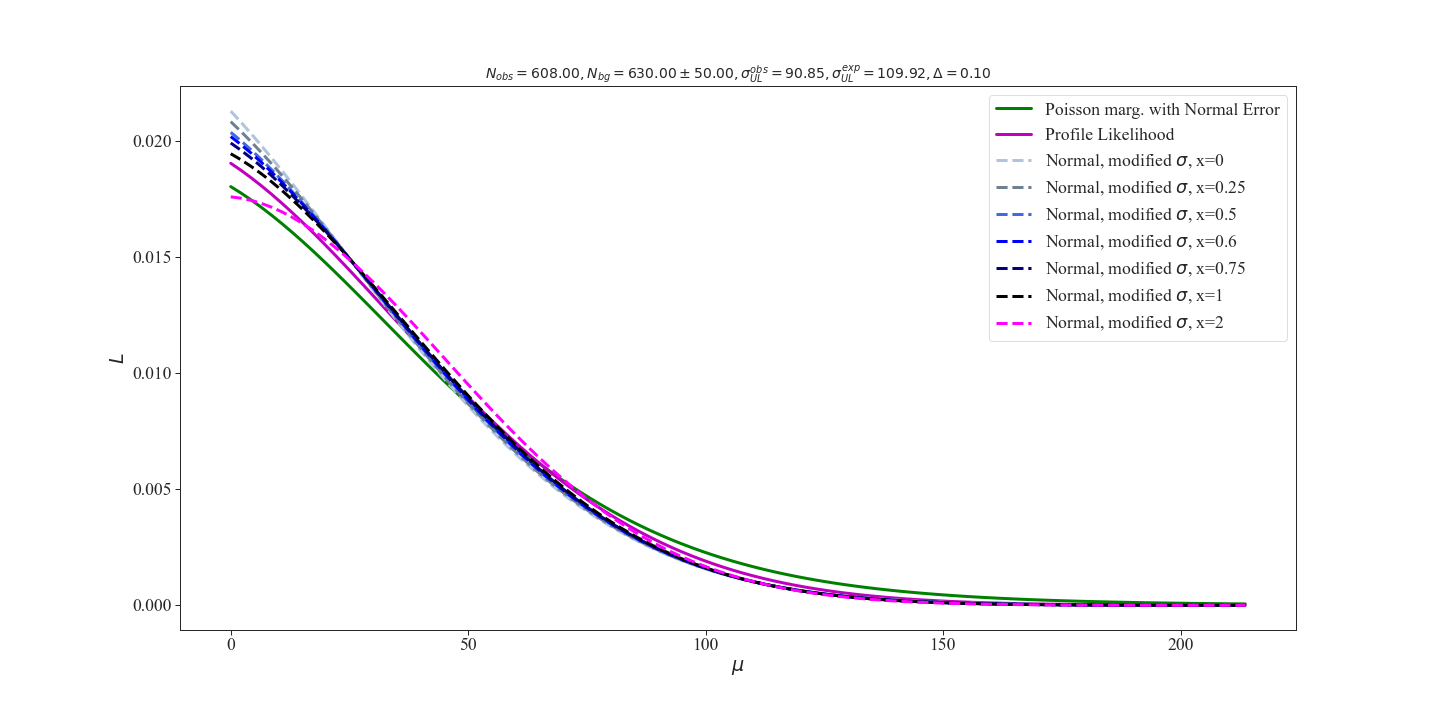 N_obs = 608.00, N_bg = 630.00 ± 50.00, σ_UL^obs = 90.85, σ_UL^exp = 109.92, Δ = 0.10
Poisson marg. with Normal Error
Profile Likelihood
Normal, modified σ, x=0
Normal, modified σ, x=0.25
Normal, modified σ, x=0.5
Normal, modified σ, x=0.6
Normal, modified σ, x=0.75
Normal, modified σ, x=1
Normal, modified σ, x=2
0.020
0.015
0.010
0.005
0.000
L
0 50 100 150 200
μ